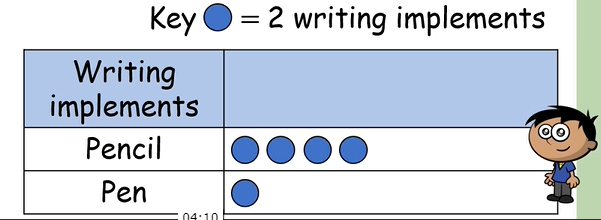 Key = 2 writing implements
Writing
implements
Pencil
Pen
04:10